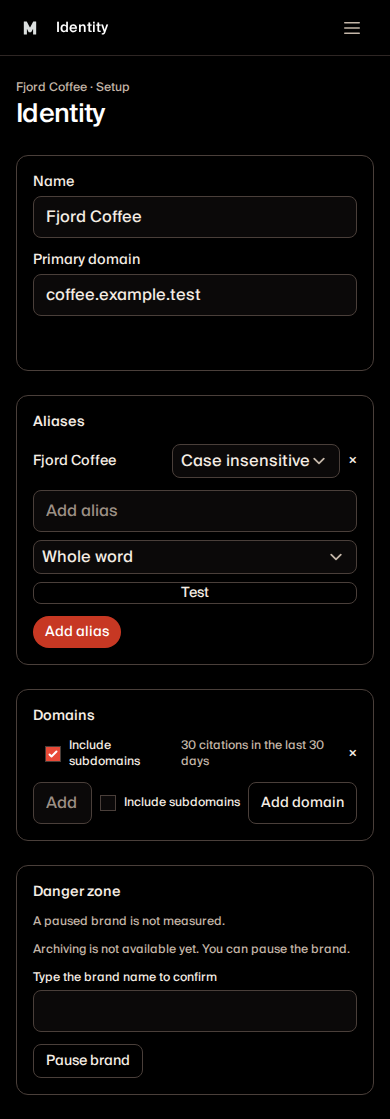 M Identity
Fjord Coffee · Setup
Identity
Name
Fjord Coffee
Primary domain
coffee.example.test
Aliases
Fjord Coffee Case insensitive ×
Add alias
Whole word
Test
Add alias
Domains
Include subdomains 30 citations in the last 30 days ×
Add Include subdomains Add domain
Danger zone
A paused brand is not measured.
Archiving is not available yet. You can pause the brand.
Type the brand name to confirm
Pause brand